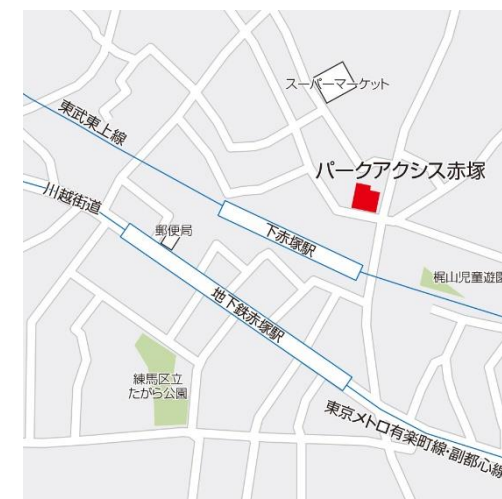 スーパーマーケット
東武東上線
パークアクシス赤塚
川越街道
郵便局
下赤塚駅
梶山児童遊園
地下鉄赤塚駅
練馬区立
たがら公園
東京メトロ有楽町線・副都心線